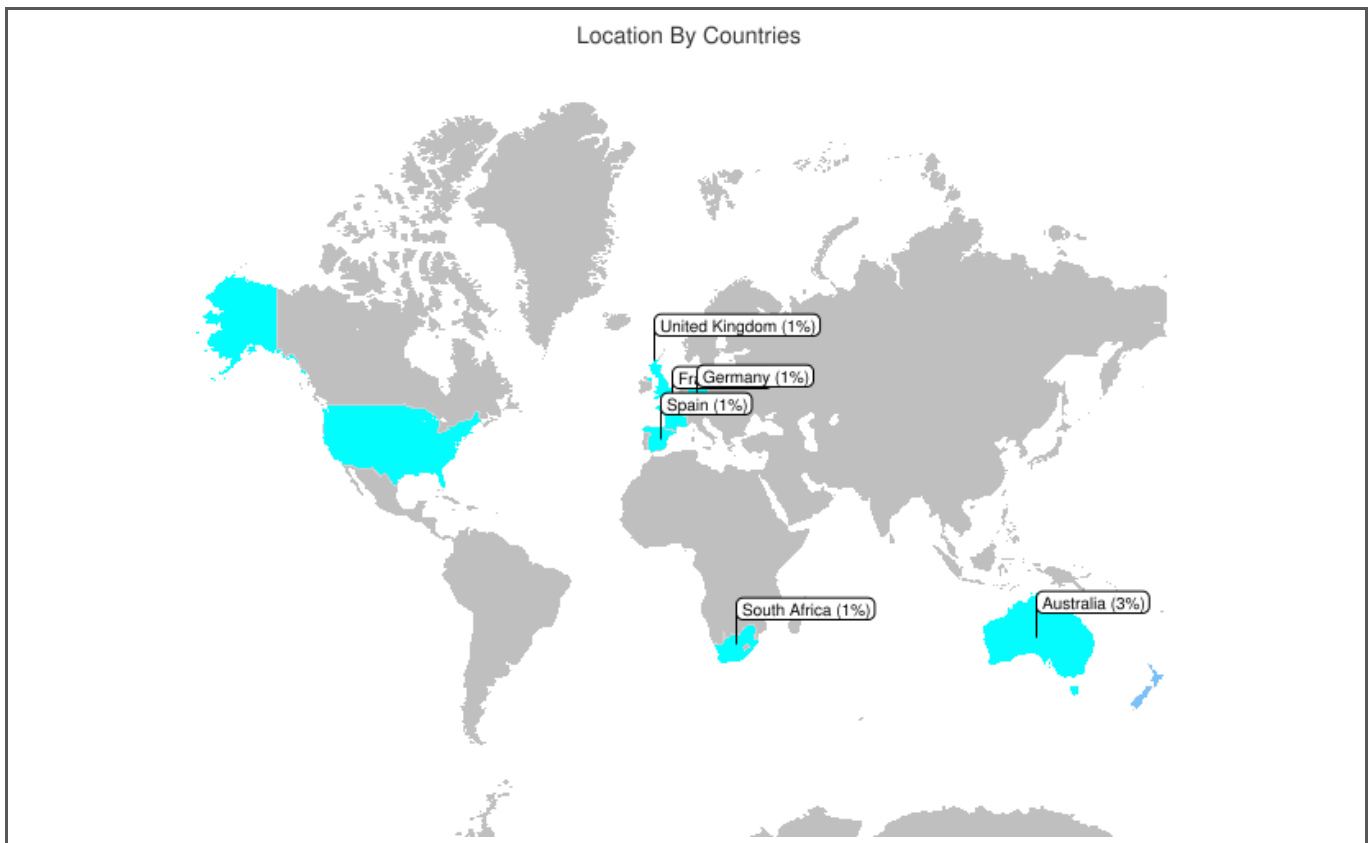 Location By Countries
United Kingdom (1%)
Germany (1%)
Spain (1%)
Australia (3%)
South Africa (1%)